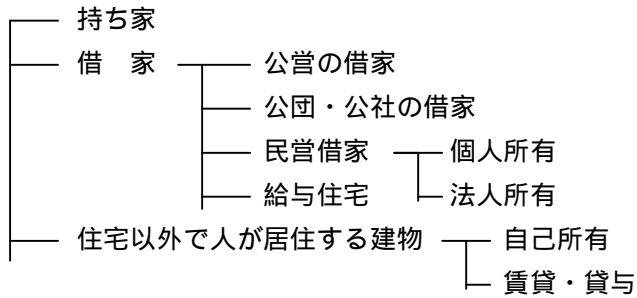 持ち家
借　家　公営の借家
公団・公社の借家
民営借家　個人所有
給与住宅　法人所有
住宅以外で人が居住する建物　自己所有
賃貸・貸与